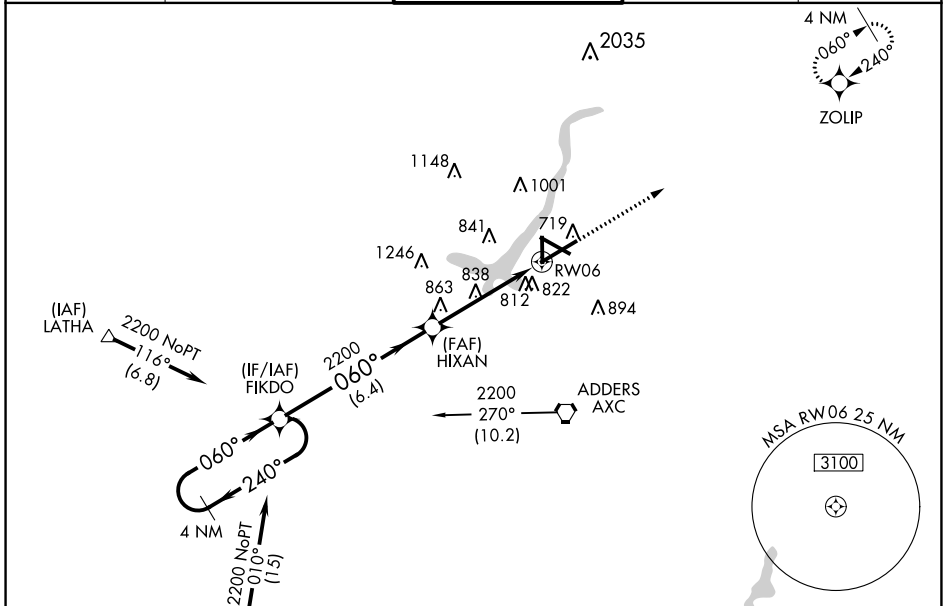 4 NM
060°
240°
ZOLIP
2035
1148
1001
841
719
1246
RW06
838
863
812
822
894
(IAF)
LATHA
2200 NoPT
116°
(6.8)
(IF/IAF)
FIKDO
2200
060°
(6.4)
(FAF)
HIXAN
2200
270°
(10.2)
ADDERS
AXC
060°
240°
4 NM
2200 NoPT
010°
(15)
MSA RW06 25 NM
3100